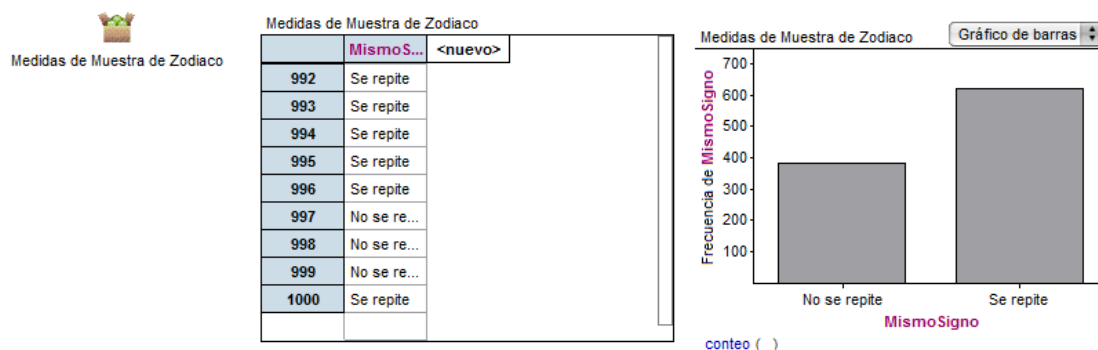 Medidas de Muestra de Zodiaco
Medidas de Muestra de Zodiaco
MismoS... <nuevo>
992 Se repite
993 Se repite
994 Se repite
995 Se repite
996 Se repite
997 No se re...
998 No se re...
999 No se re...
1000 Se repite
Medidas de Muestra de Zodiaco Gráfico de barras
Frecuencia de MismoSigno
700
600
500
400
300
200
100
No se repite Se repite
MismoSigno
conteo ( )